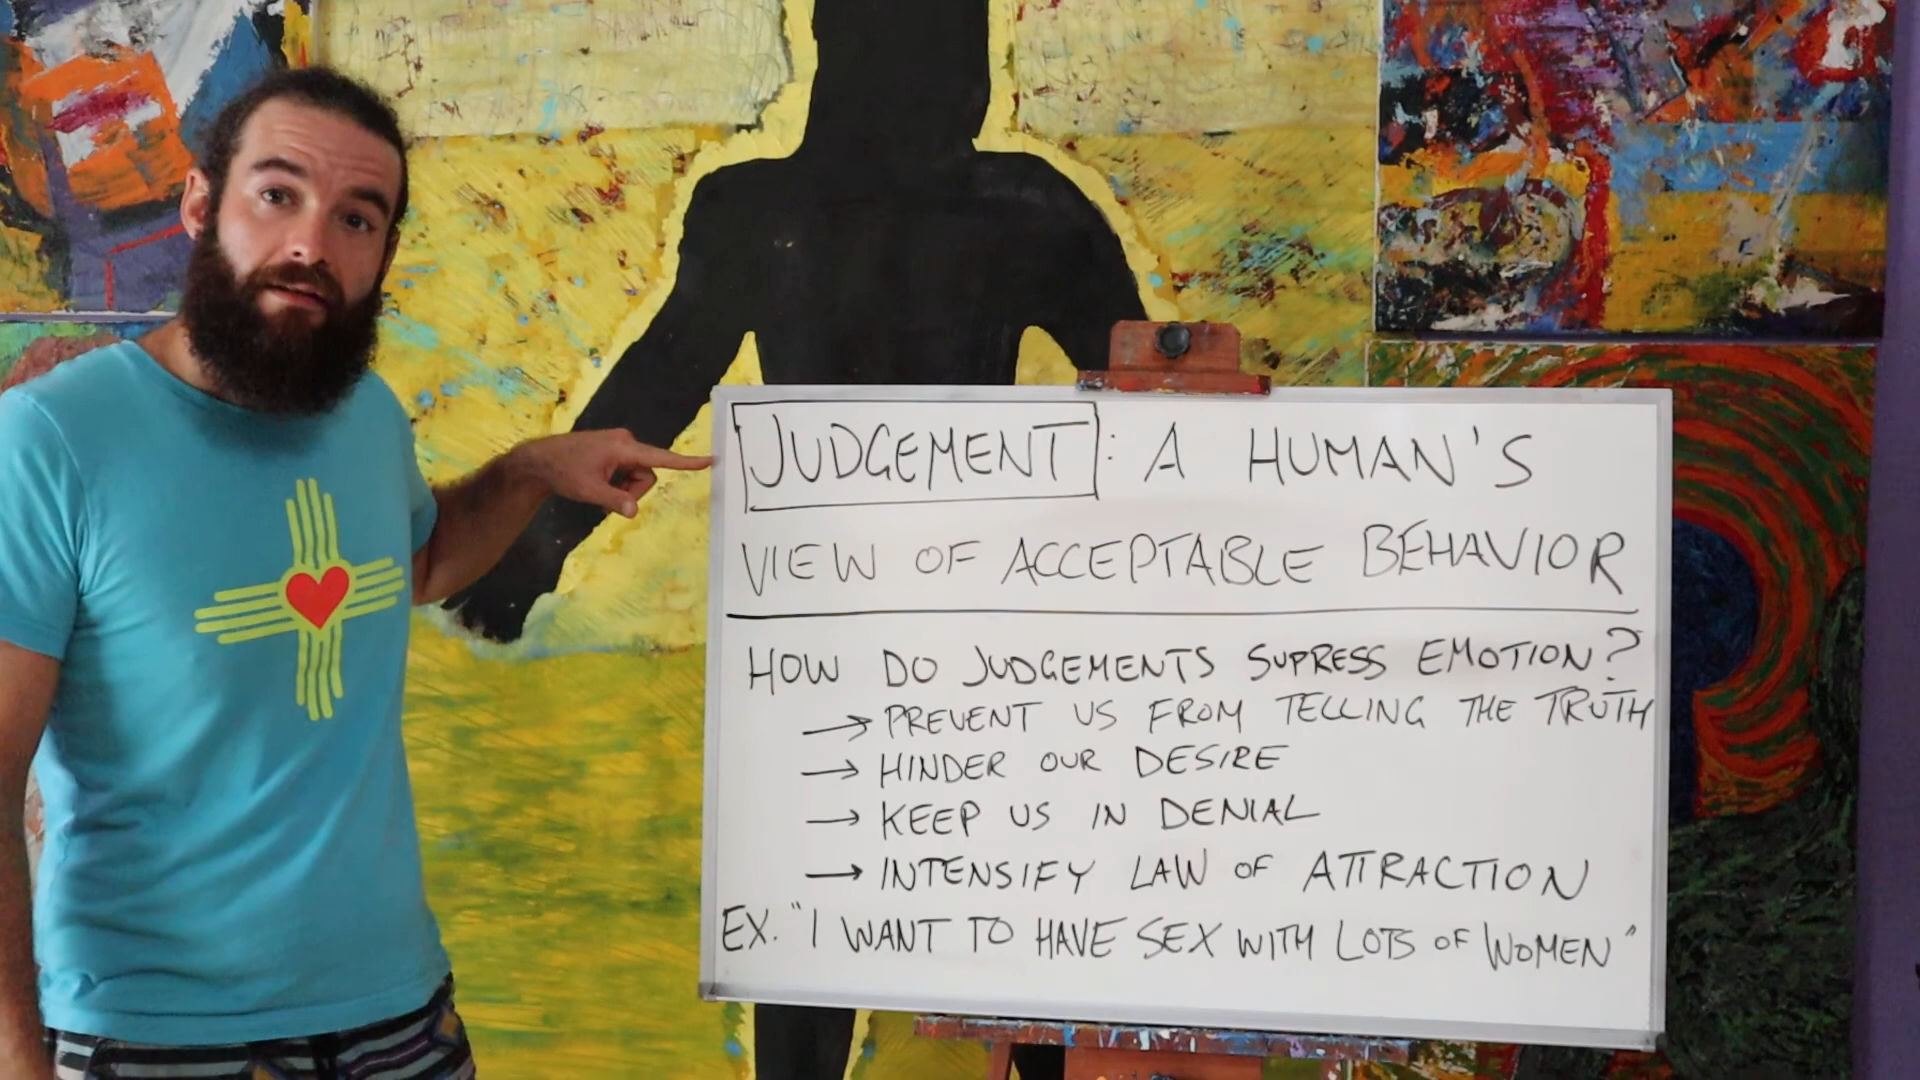 JUDGEMENT: A HUMAN'S
VIEW OF ACCEPTABLE BEHAVIOR
HOW DO JUDGEMENTS SUPRESS EMOTION?
→ PREVENT US FROM TELLING THE TRUTH
→ HINDER OUR DESIRE
→ KEEP US IN DENIAL
→ INTENSIFY LAW OF ATTRACTION
EX. "I WANT TO HAVE SEX WITH LOTS OF WOMEN"